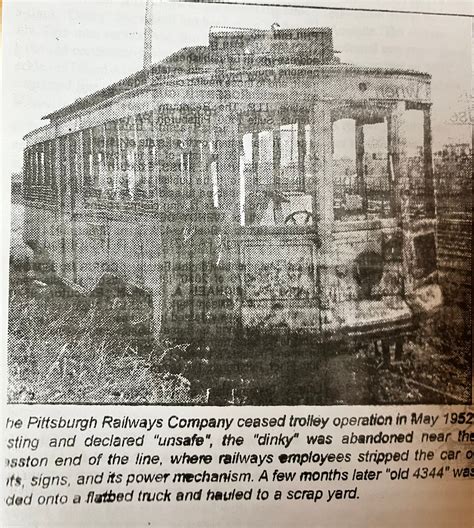 he Pittsburgh Railways Company ceased trolley operation in May 1952
sting and declared "unsafe", the "dinky" was abandoned near the
sston end of the line, where railways employees stripped the car o
ts, signs, and its power mechanism. A few months later "old 4344" was
ded onto a flatbed truck and hauled to a scrap yard.